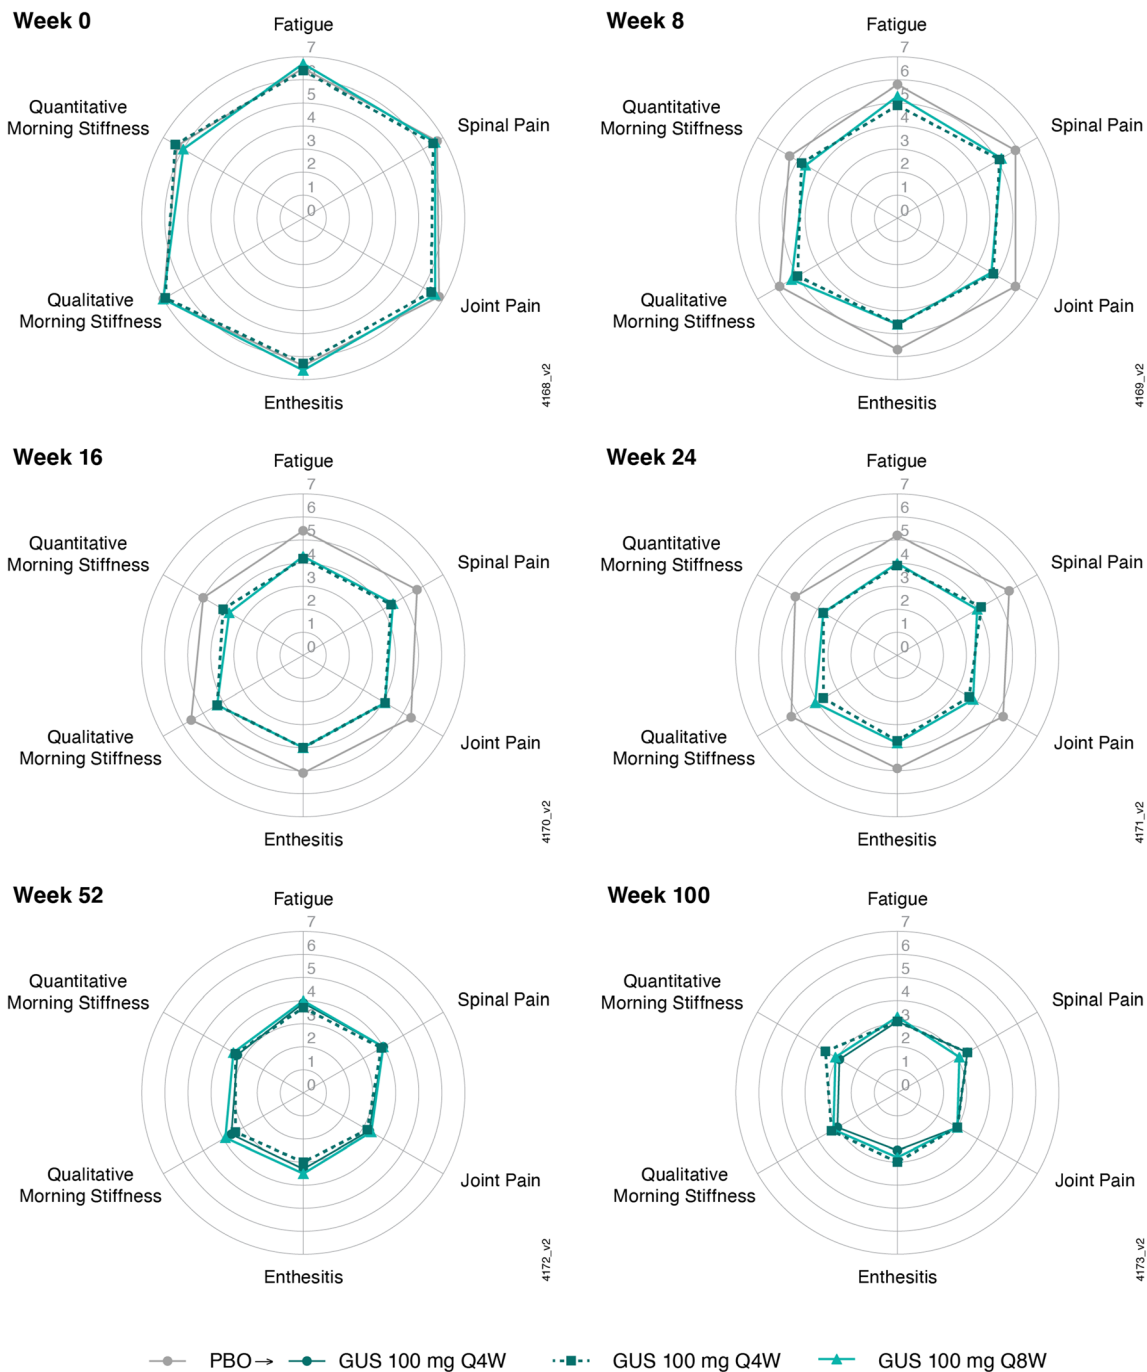 Week 0
Fatigue
7
6
5
4
3
2
1
0
Quantitative
Morning Stiffness
Spinal Pain
Qualitative
Morning Stiffness
Joint Pain
Enthesitis
4168_v2
Week 8
Fatigue
7
6
5
4
3
2
1
0
Quantitative
Morning Stiffness
Spinal Pain
Qualitative
Morning Stiffness
Joint Pain
Enthesitis
4169_v2
Week 16
Fatigue
7
6
5
4
3
2
1
0
Quantitative
Morning Stiffness
Spinal Pain
Qualitative
Morning Stiffness
Joint Pain
Enthesitis
4170_v2
Week 24
Fatigue
7
6
5
4
3
2
1
0
Quantitative
Morning Stiffness
Spinal Pain
Qualitative
Morning Stiffness
Joint Pain
Enthesitis
4171_v2
Week 52
Fatigue
7
6
5
4
3
2
1
0
Quantitative
Morning Stiffness
Spinal Pain
Qualitative
Morning Stiffness
Joint Pain
Enthesitis
4172_v2
Week 100
Fatigue
7
6
5
4
3
2
1
0
Quantitative
Morning Stiffness
Spinal Pain
Qualitative
Morning Stiffness
Joint Pain
Enthesitis
4173_v2
PBO → GUS 100 mg Q4W GUS 100 mg Q4W GUS 100 mg Q8W